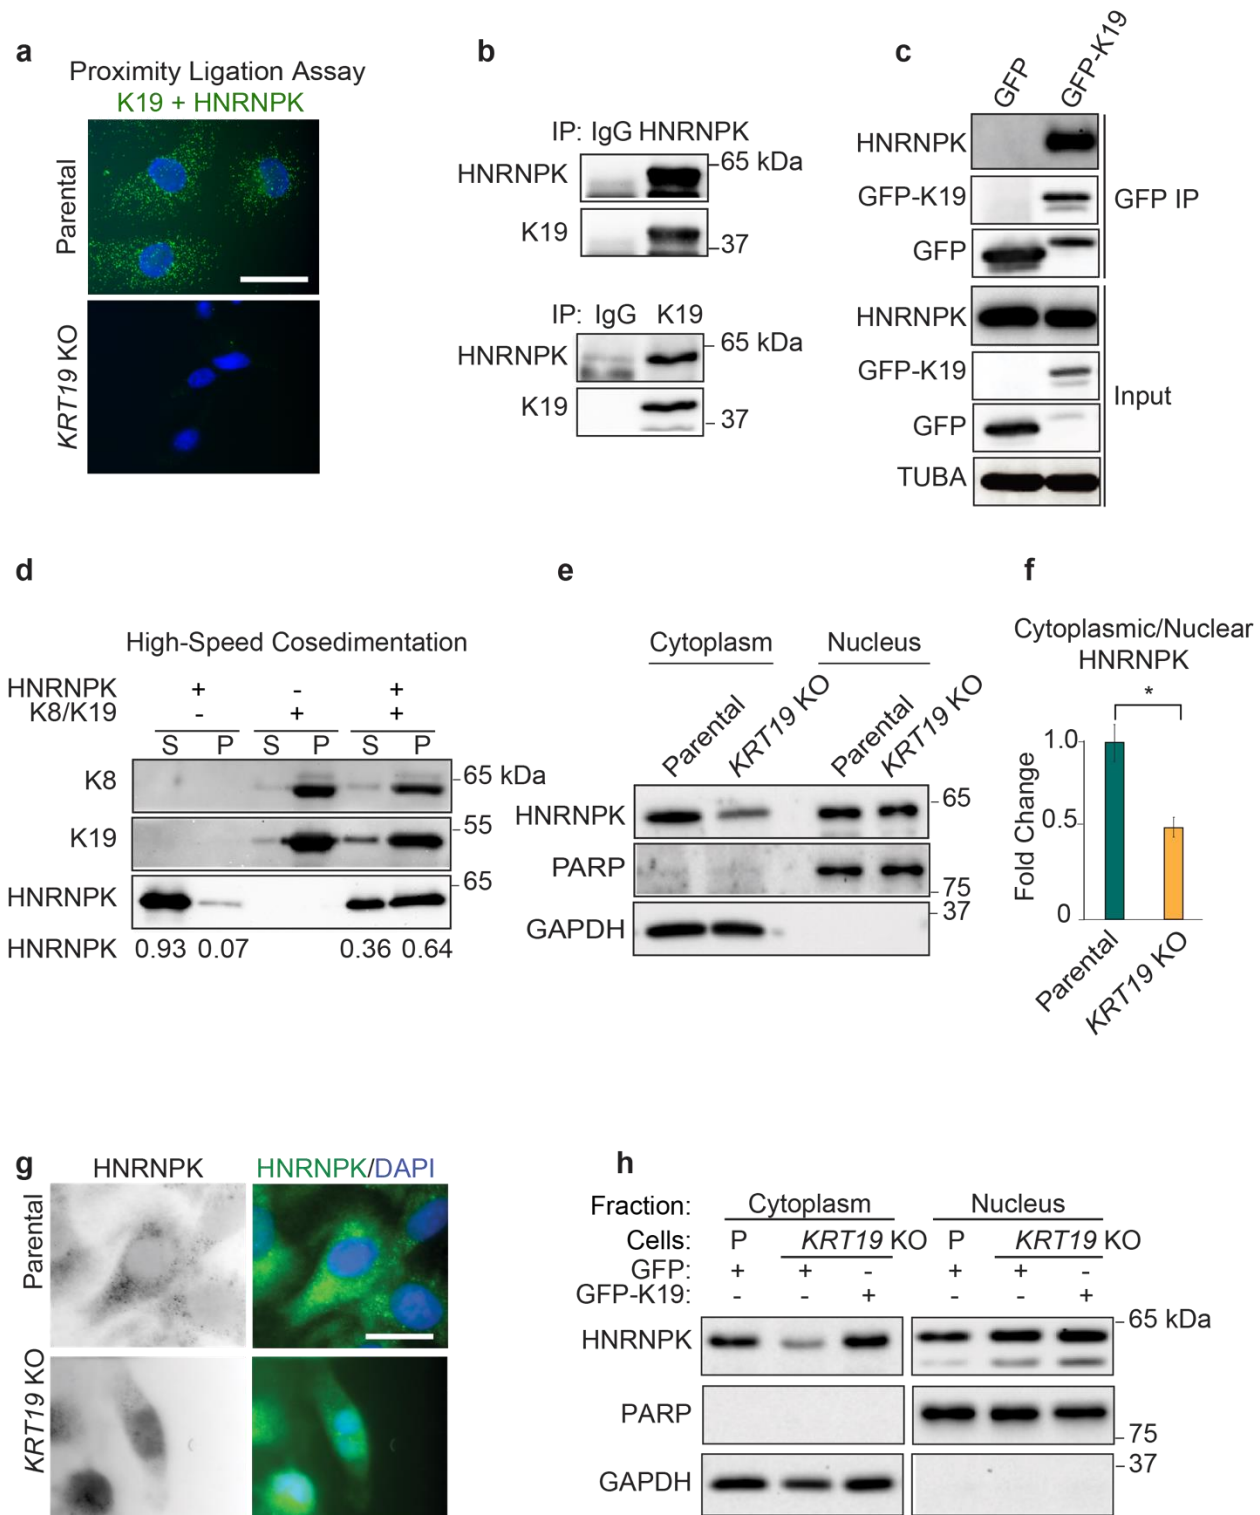 a
Proximity Ligation Assay
K19 + HNRNPK
Parental
KRT19 KO
b
IP: IgG HNRNPK
HNRNPK
65 kDa
K19
37
IP: IgG K19
HNRNPK
65 kDa
K19
37
c
GFP
GFP-K19
HNRNPK
GFP-K19
GFP
GFP IP
HNRNPK
GFP-K19
GFP
TUBA
Input
d
High-Speed Cosedimentation
HNRNPK + - +
K8/K19 - + +
S P S P S P
K8
65 kDa
K19
55
HNRNPK
65
HNRNPK 0.93 0.07 0.36 0.64
e
Cytoplasm Nucleus
Parental KRT19 KO Parental KRT19 KO
HNRNPK
65
PARP
75
GAPDH
37
f
Cytoplasmic/Nuclear
HNRNPK
*
Fold Change
1.0
0.5
0
Parental
KRT19 KO
g
HNRNPK HNRNPK/DAPI
Parental
KRT19 KO
h
Fraction: Cytoplasm Nucleus
Cells: P KRT19 KO P KRT19 KO
GFP: + + - + + -
GFP-K19: - - + - - +
HNRNPK
65 kDa
PARP
75
GAPDH
37